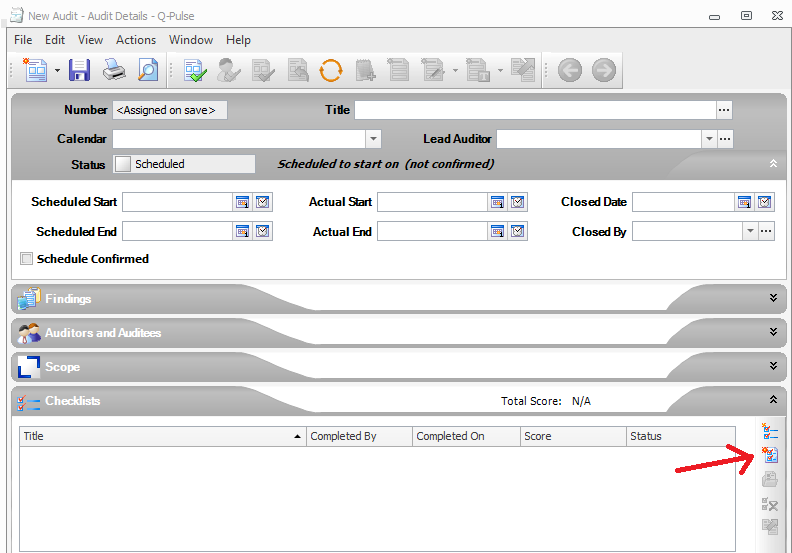 New Audit - Audit Details - Q-Pulse
File Edit View Actions Window Help
Number <Assigned on save> Title
Calendar Lead Auditor
Status Scheduled Scheduled to start on (not confirmed)
Scheduled Start Actual Start Closed Date
Scheduled End Actual End Closed By
Schedule Confirmed
Findings
Auditors and Auditees
Scope
Checklists Total Score: N/A
Title Completed By Completed On Score Status